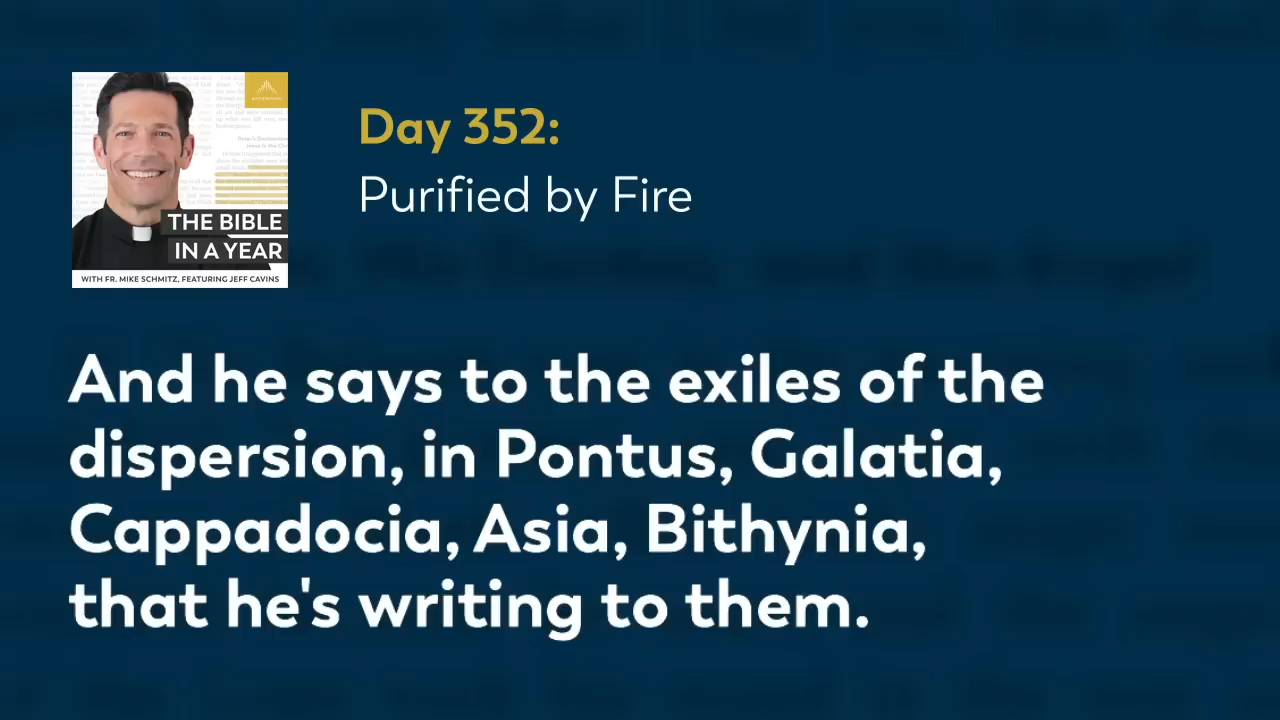 Day 352:
Purified by Fire
THE BIBLE
IN A YEAR
WITH FR. MIKE SCHMITZ, FEATURING JEFF CAVINS
And he says to the exiles of the
dispersion, in Pontus, Galatia,
Cappadocia, Asia, Bithynia,
that he's writing to them.